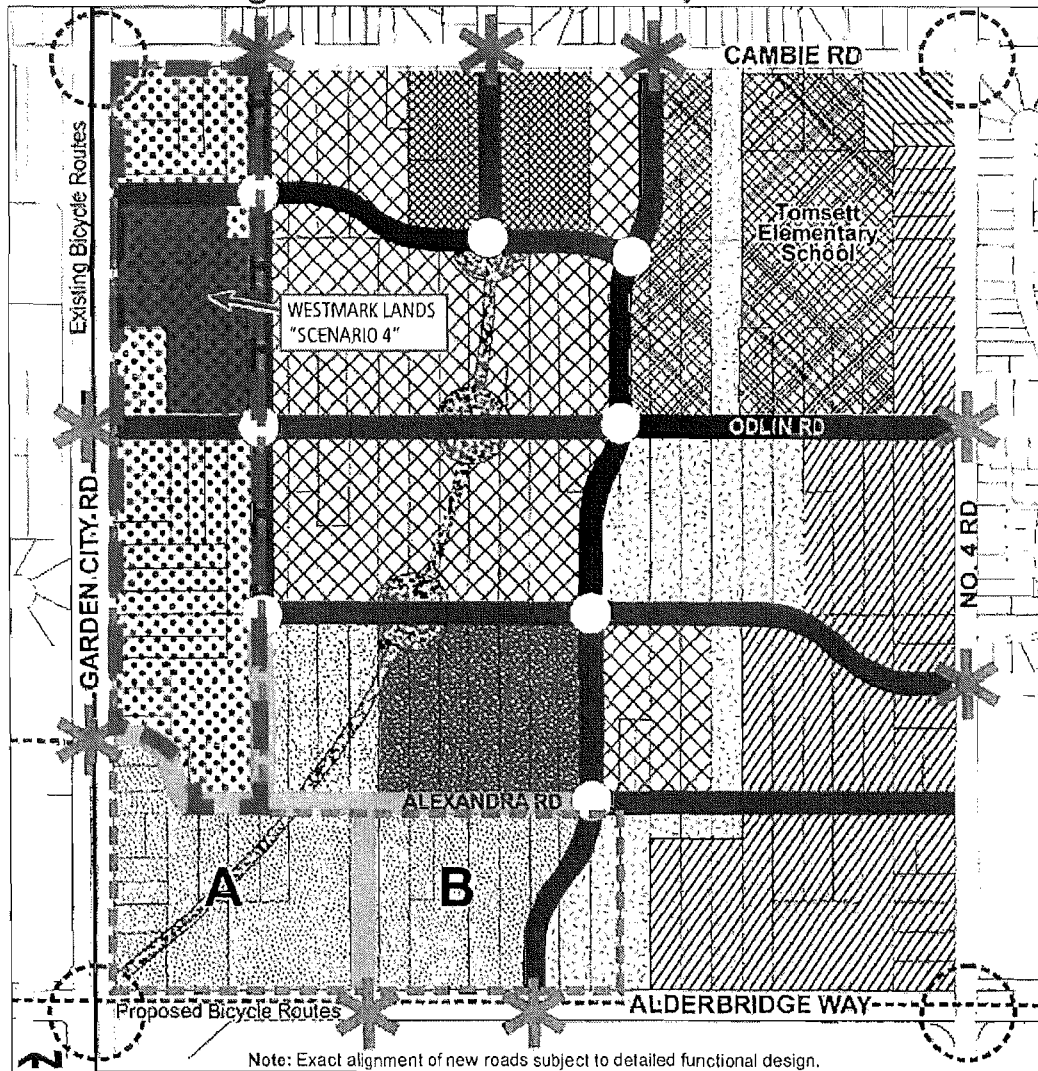 CAMBIE RD
Existing Bicycle Routes
Tomsett
Elementary
School
WESTMARK LANDS
"SCENARIO 4"
ODLIN RD
GARDEN CITY RD
NO. 4 RD
ALEXANDRA RD
A
B
Proposed Bicycle Routes
ALDERBRIDGE WAY
Note: Exact alignment of new roads subject to detailed functional design.